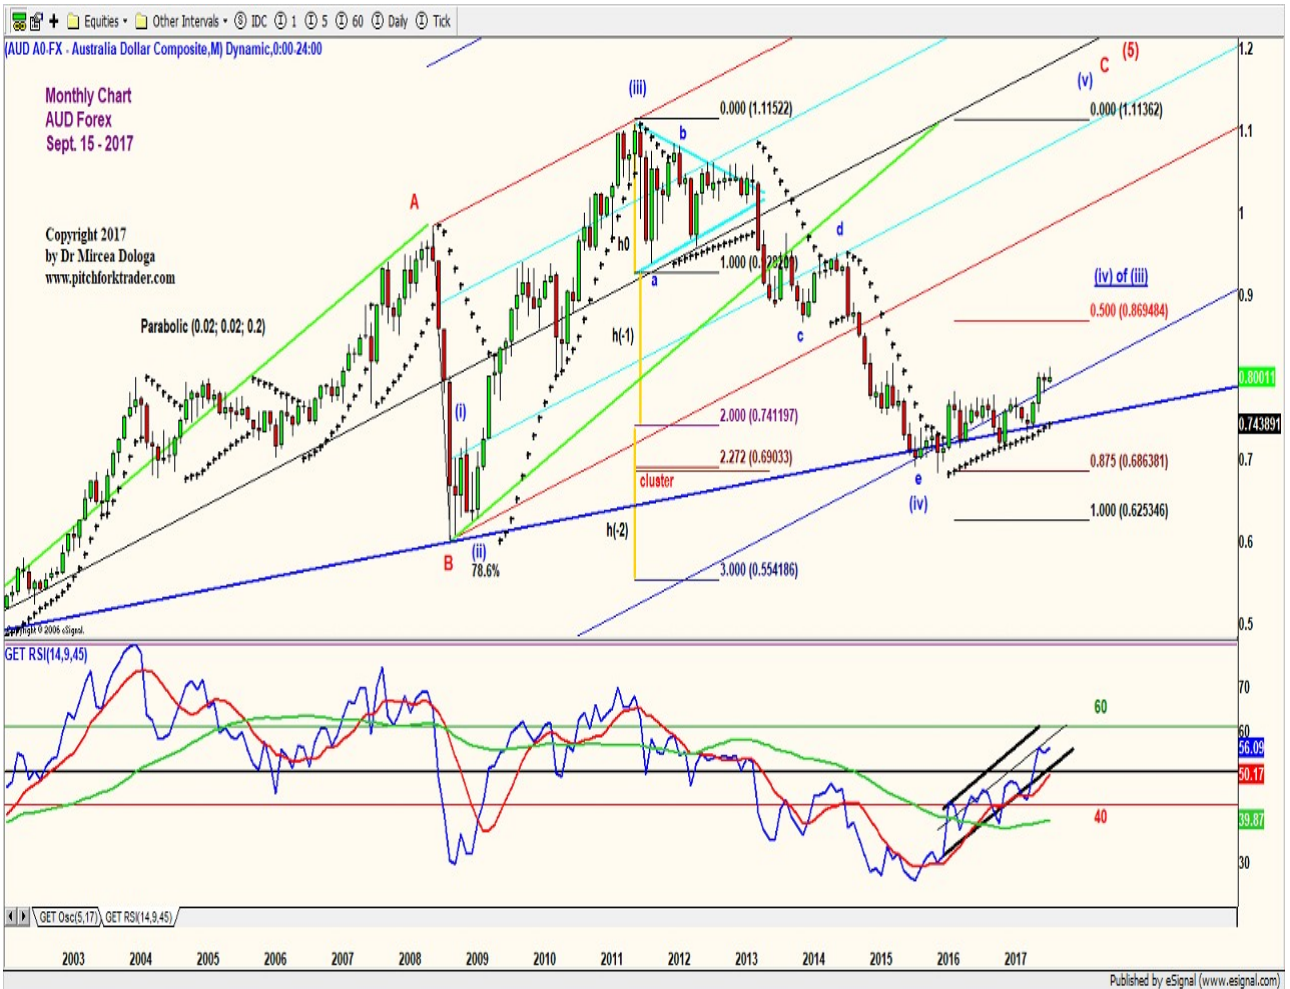 Equities Other Intervals IDC 1 5 60 Daily Tick
(AUD A0-FX - Australia Dollar Composite,M) Dynamic,0:00-24:00
Monthly Chart
AUD Forex
Sept. 15 - 2017
Copyright 2017
by Dr Mircea Dologa
www.pitchforktrader.com
Parabolic (0.02; 0.02; 0.2)
A
B
(i)
(ii)
78.6%
(iii)
0.000 (1.11522)
b
h0
a
h(-1)
2.000 (0.741197)
2.272 (0.69033)
cluster
h(-2)
3.000 (0.554186)
d
c
e
(iv)
(5)
C
(v)
0.000 (1.11362)
(iv) of (iii)
0.500 (0.869484)
0.875 (0.686381)
1.000 (0.625346)
1.2
1.1
1
0.9
0.80011
0.743891
0.7
0.6
0.5
© 2006 eSignal.
GET RSI(14,9,45)
60
40
70
60
56.09
50.17
39.87
30
GET Osc(5,17) GET RSI(14,9,45)
2003 2004 2005 2006 2007 2008 2009 2010 2011 2012 2013 2014 2015 2016 2017
Published by eSignal (www.esignal.com)